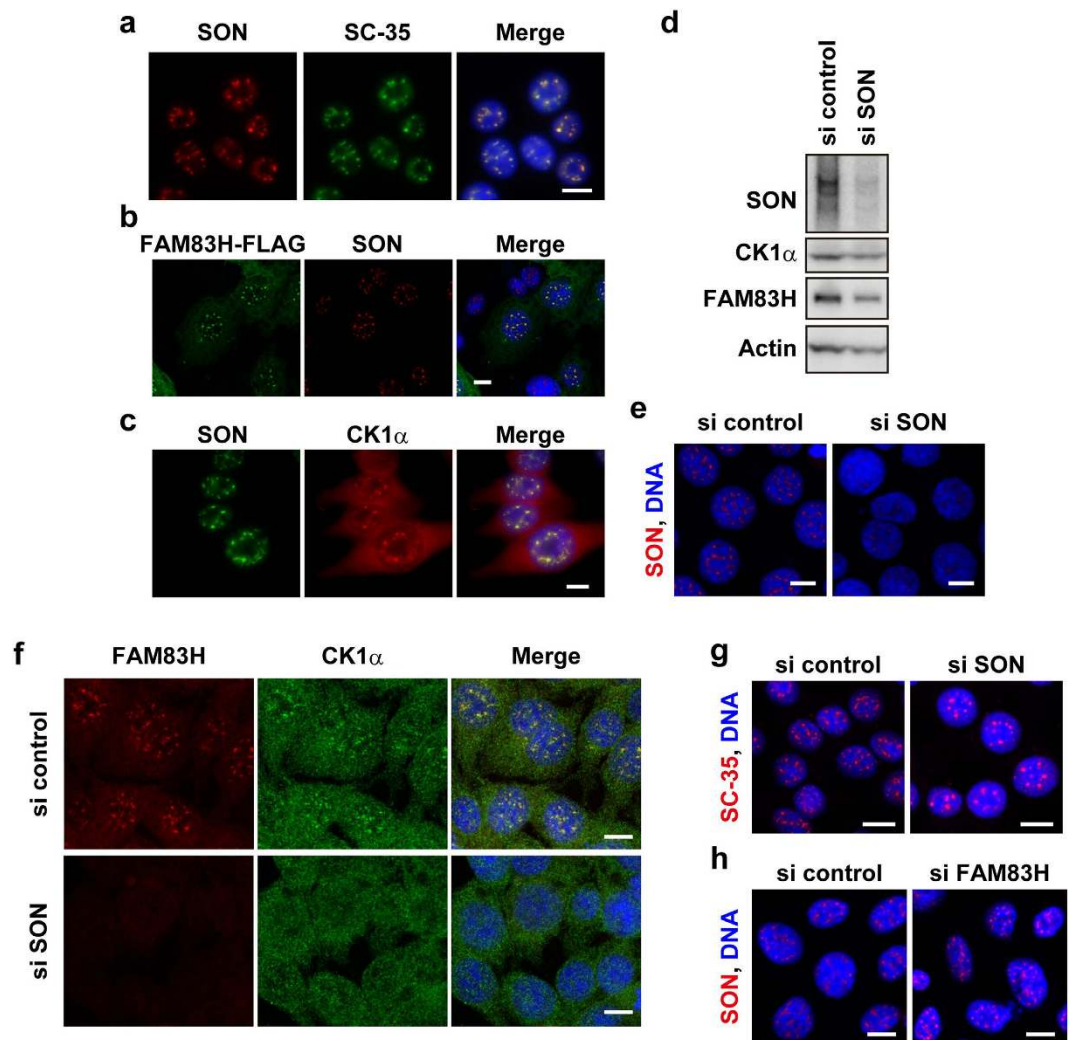 a
SON SC-35 Merge
b
FAM83H-FLAG SON Merge
c
SON CK1α Merge
d
si control
si SON
SON
CK1α
FAM83H
Actin
e
si control si SON
SON, DNA
f
FAM83H CK1α Merge
si control
si SON
g
si control si SON
SC-35, DNA
h
si control si FAM83H
SON, DNA